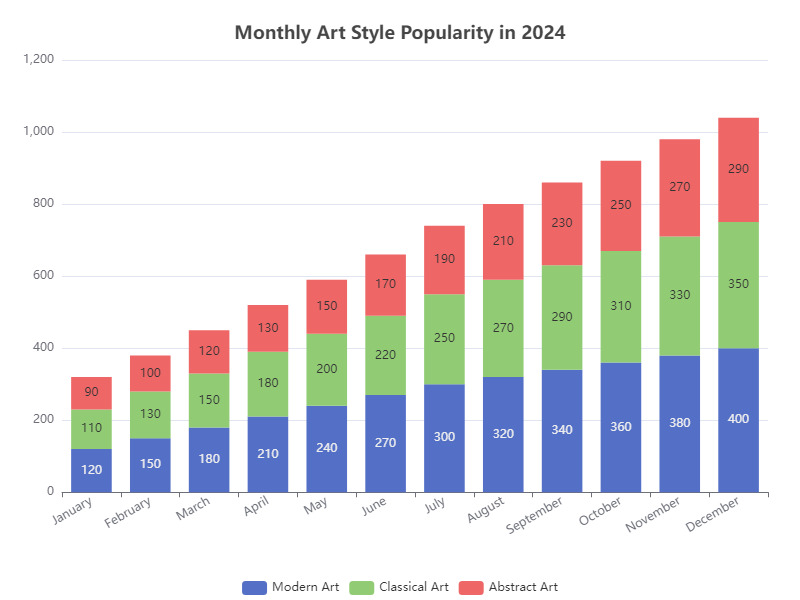 Monthly Art Style Popularity in 2024
1,200
1,000
800
600
400
200
0
90 100 120 130 150 170 190 210 230 250 270 290
110 130 150 180 200 220 250 270 290 310 330 350
120 150 180 210 240 270 300 320 340 360 380 400
January February March April May June July August September October November December
Modern Art Classical Art Abstract Art